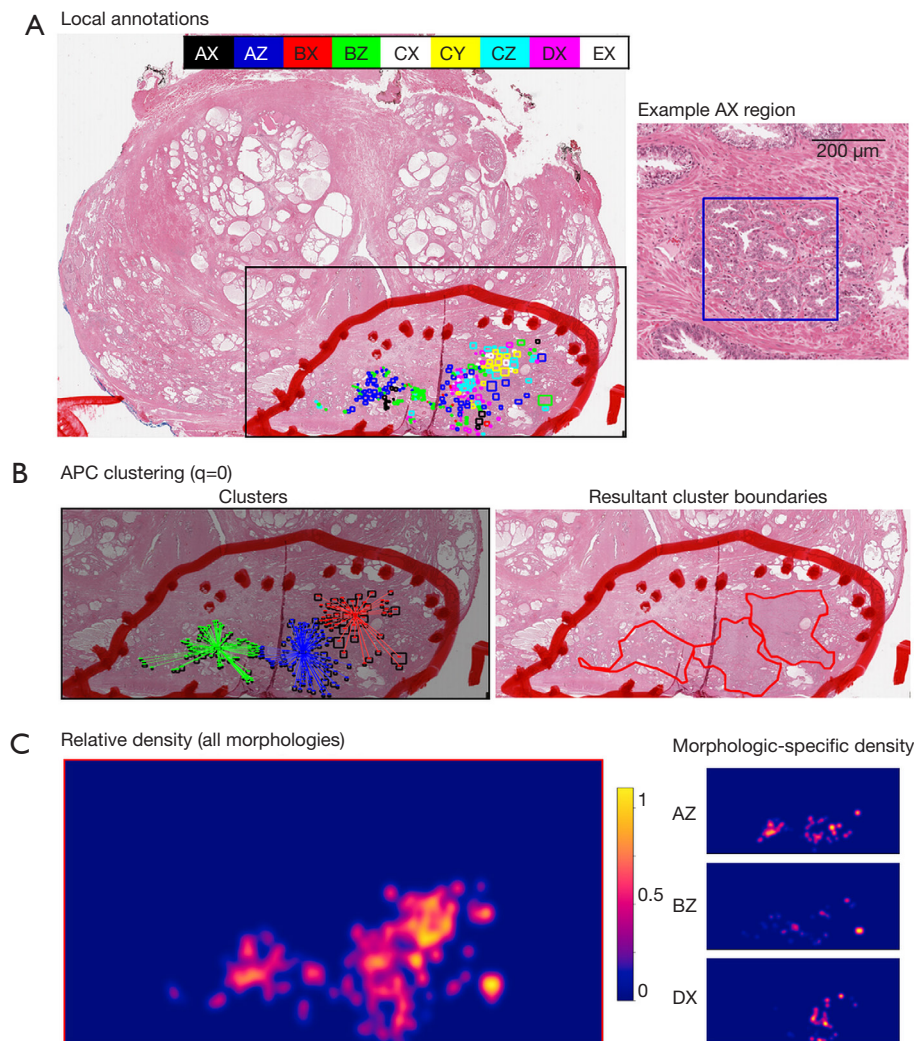 A Local annotations
AX AZ BX BZ CX CY CZ DX EX
Example AX region
200 µm
B APC clustering (q=0)
Clusters
Resultant cluster boundaries
C Relative density (all morphologies)
1
0.5
0
Morphologic-specific density
AZ
BZ
DX